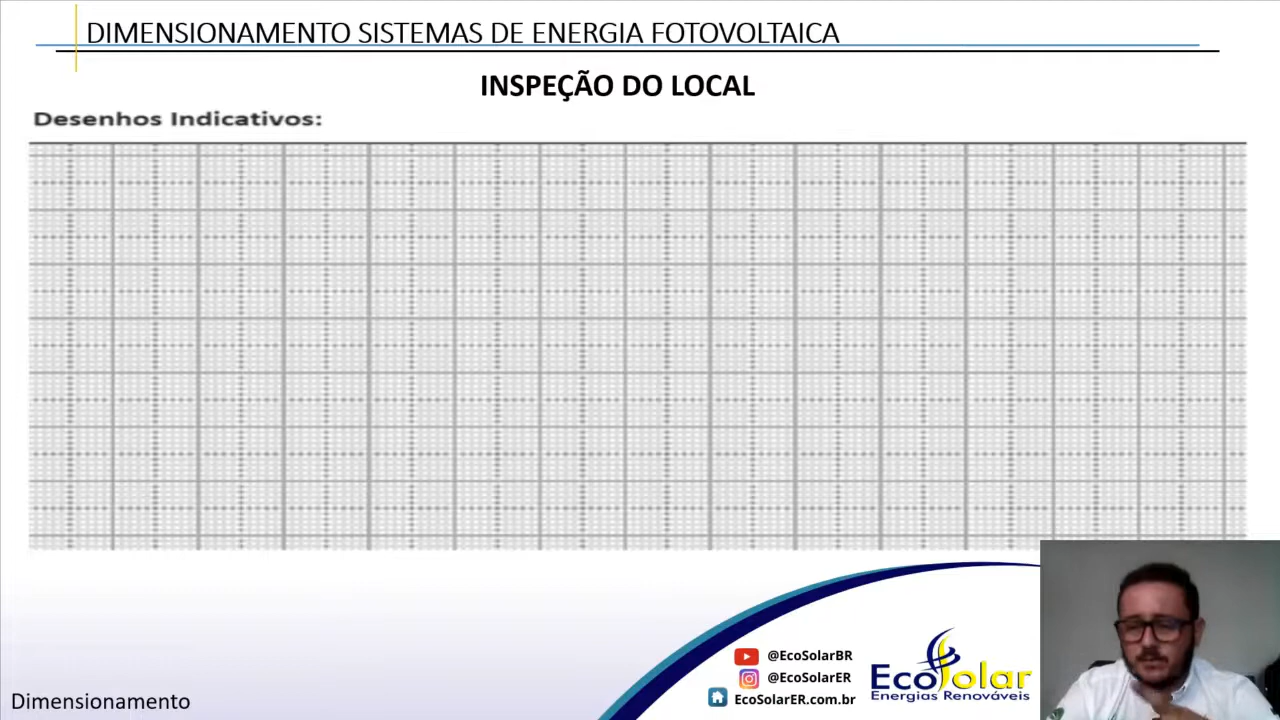 DIMENSIONAMENTO SISTEMAS DE ENERGIA FOTOVOLTAICA
INSPEÇÃO DO LOCAL
Desenhos Indicativos:
@EcoSolarBR
@EcoSolarER
EcoSolarER.com.br
EcoSolar
Energias Renováveis
Dimensionamento